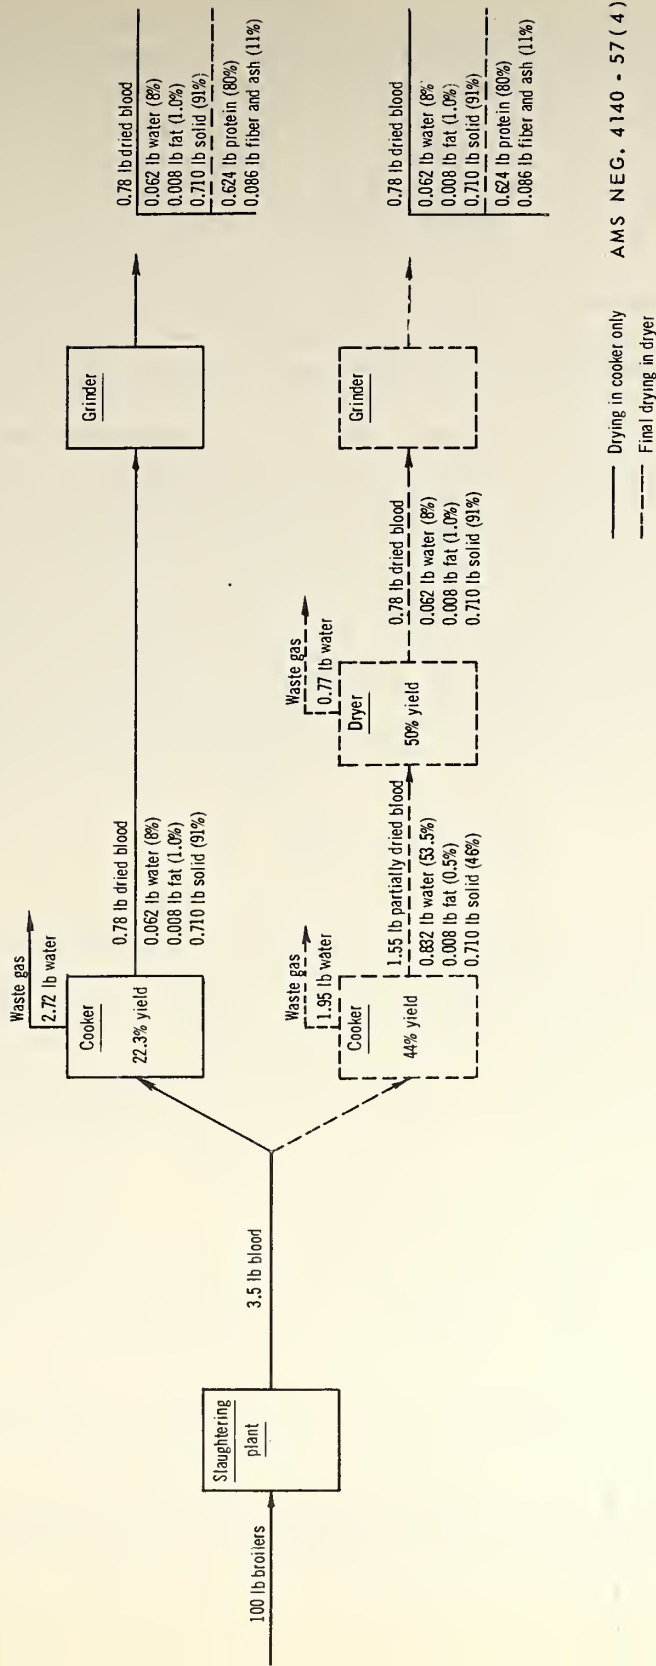 100 lb broilers
Slaughtering
plant
3.5 lb blood
Waste gas
2.72 lb water
Cooker
22.3% yield
0.78 lb dried blood
0.062 lb water (8%)
0.008 lb fat (1.0%)
0.710 lb solid (91%)
Grinder
0.78 lb dried blood
0.062 lb water (8%)
0.008 lb fat (1.0%)
0.710 lb solid (91%)
0.624 lb protein (80%)
0.086 lb fiber and ash (11%)
Waste gas
1.95 lb water
Cooker
44% yield
1.55 lb partially dried blood
0.832 lb water (53.5%)
0.008 lb fat (0.5%)
0.710 lb solid (46%)
Waste gas
0.77 lb water
Dryer
50% yield
0.78 lb dried blood
0.062 lb water (8%)
0.008 lb fat (1.0%)
0.710 lb solid (91%)
Grinder
0.78 lb dried blood
0.062 lb water (8%
0.008 lb fat (1.0%)
0.710 lb solid (91%)
0.624 lb protein (80%)
0.086 lb fiber and ash (11%)
Drying in cooker only
Final drying in dryer
AMS NEG. 4140 - 57 ( 4 )